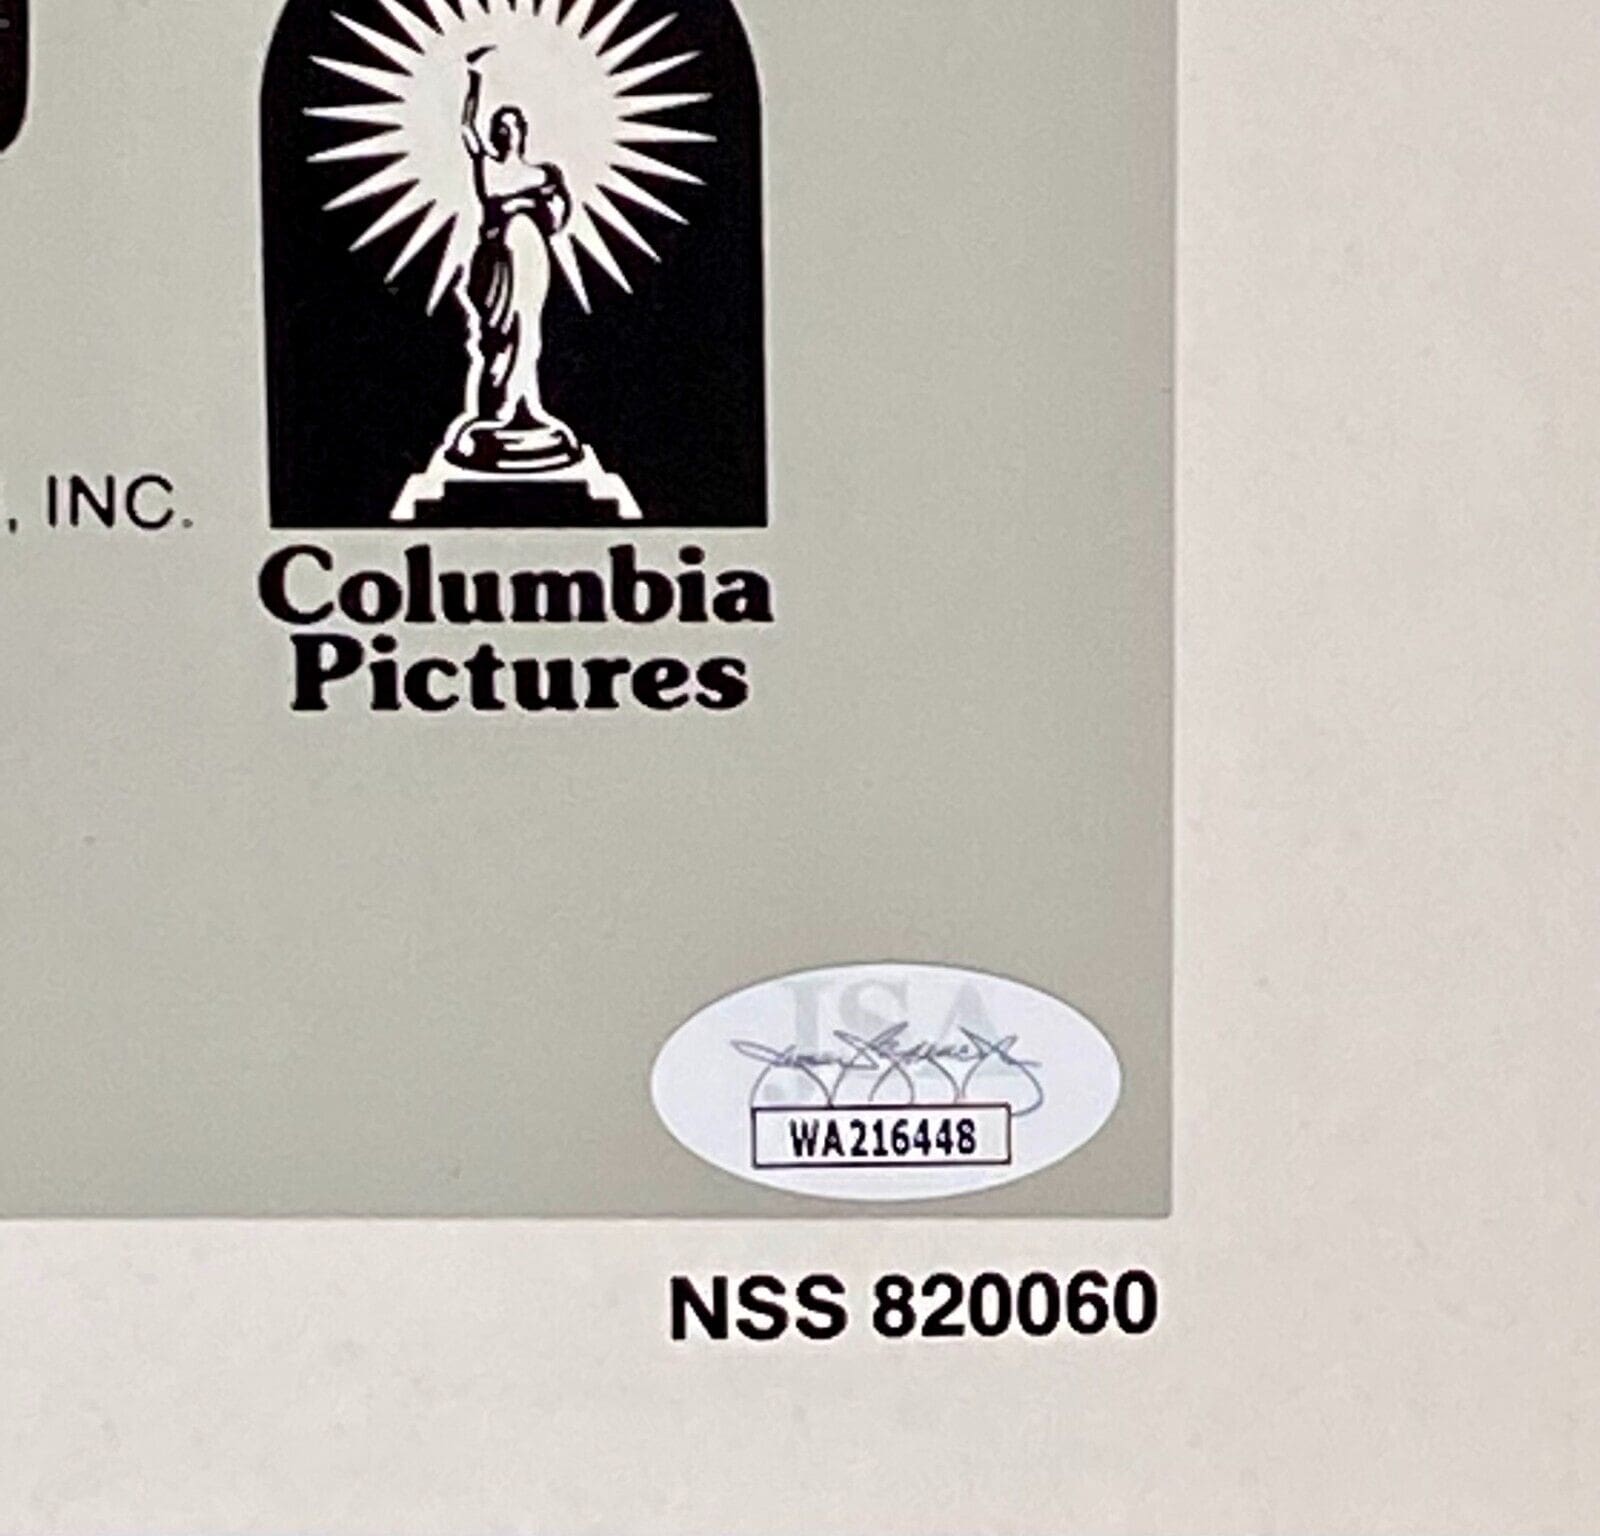 , INC.
Columbia
Pictures
JSA
WA216448
NSS 820060